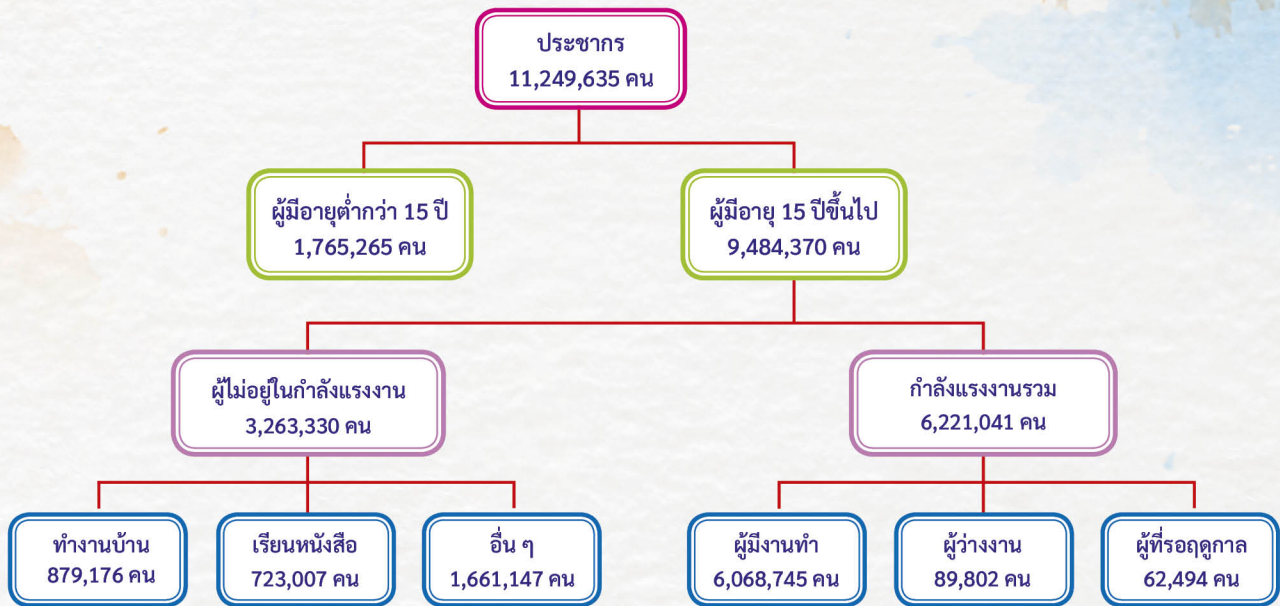 ประชากร
11,249,635 คน
ผู้มีอายุต่ำกว่า 15 ปี
1,765,265 คน
ผู้มีอายุ 15 ปีขึ้นไป
9,484,370 คน
ผู้ไม่อยู่ในกำลังแรงงาน
3,263,330 คน
กำลังแรงงานรวม
6,221,041 คน
ทำงานบ้าน
879,176 คน
เรียนหนังสือ
723,007 คน
อื่น ๆ
1,661,147 คน
ผู้มีงานทำ
6,068,745 คน
ผู้ว่างงาน
89,802 คน
ผู้ที่รอฤดูกาล
62,494 คน